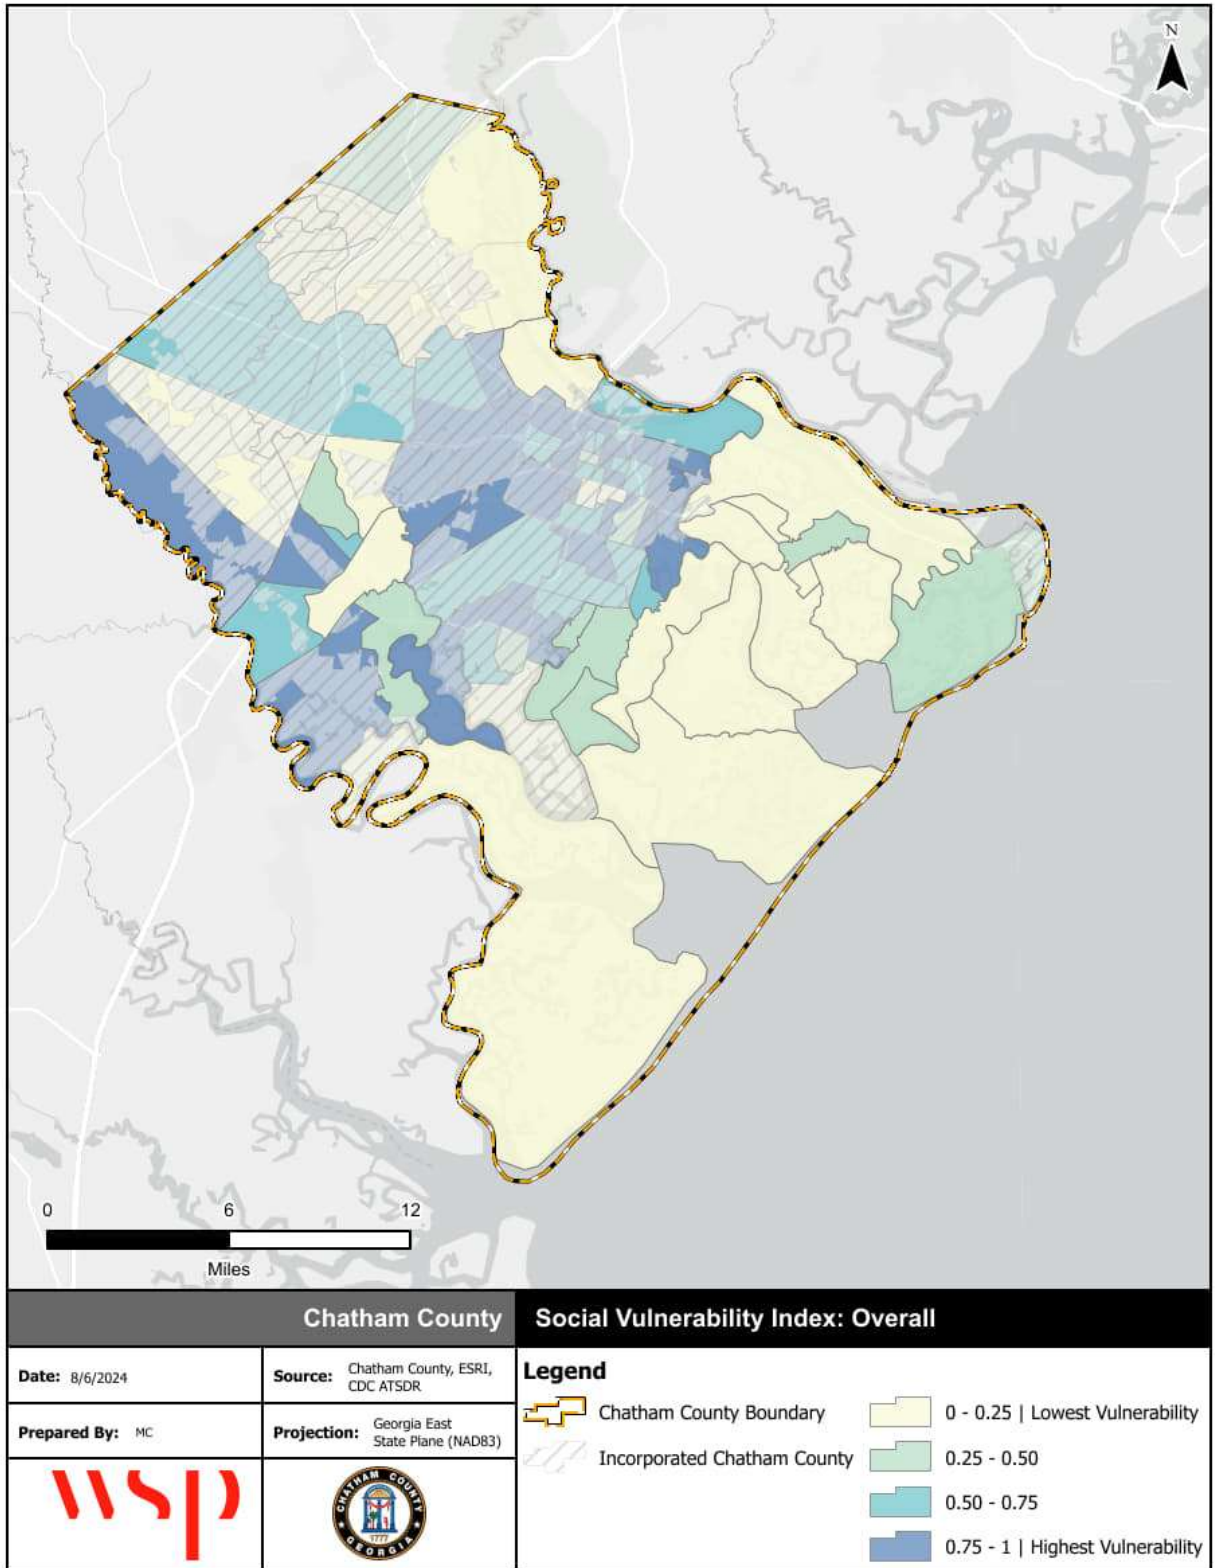 N
0 6 12
Miles
Chatham County
Social Vulnerability Index: Overall
Date: 8/6/2024
Source: Chatham County, ESRI,
CDC ATSDR
Prepared By: MC
Projection: Georgia East
State Plane (NAD83)
wsp
CHATHAM COUNTY
1777
GEORGIA
Legend
Chatham County Boundary
Incorporated Chatham County
0 - 0.25 | Lowest Vulnerability
0.25 - 0.50
0.50 - 0.75
0.75 - 1 | Highest Vulnerability